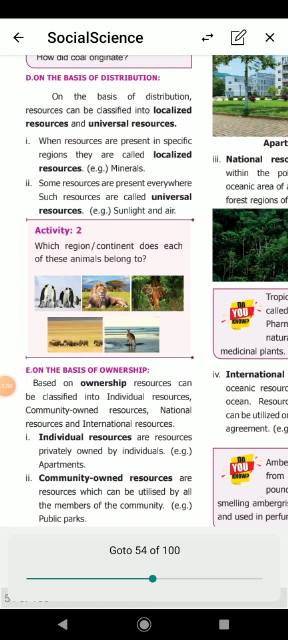 SocialScience
How did coal originate?
D.ON THE BASIS OF DISTRIBUTION:
On the basis of distribution,
resources can be classified into localized
resources and universal resources.
i. When resources are present in specific
regions they are called localized
resources. (e.g.) Minerals.
ii. Some resources are present everywhere
Such resources are called universal
resources. (e.g.) Sunlight and air.
Activity: 2
Which region/continent does each
of these animals belong to?
E.ON THE BASIS OF OWNERSHIP:
Based on ownership resources can
be classified into Individual resources,
Community-owned resources, National
resources and International resources.
i. Individual resources are resources
privately owned by individuals. (e.g.)
Apartments.
ii. Community-owned resources are
resources which can be utilised by all
the members of the community. (e.g.)
Public parks.
Apart
iii. National reso
within the po
oceanic area of
forest regions of
DO
YOU
KNOW?
Tropic
called
Pharm
natura
medicinal plants.
iv. International
oceanic resourc
ocean. Resourc
can be utilized o
agreement. (e.g
DO
YOU
KNOW?
Ambe
from
pound
smelling ambergris
and used in perfu
Goto 54 of 100